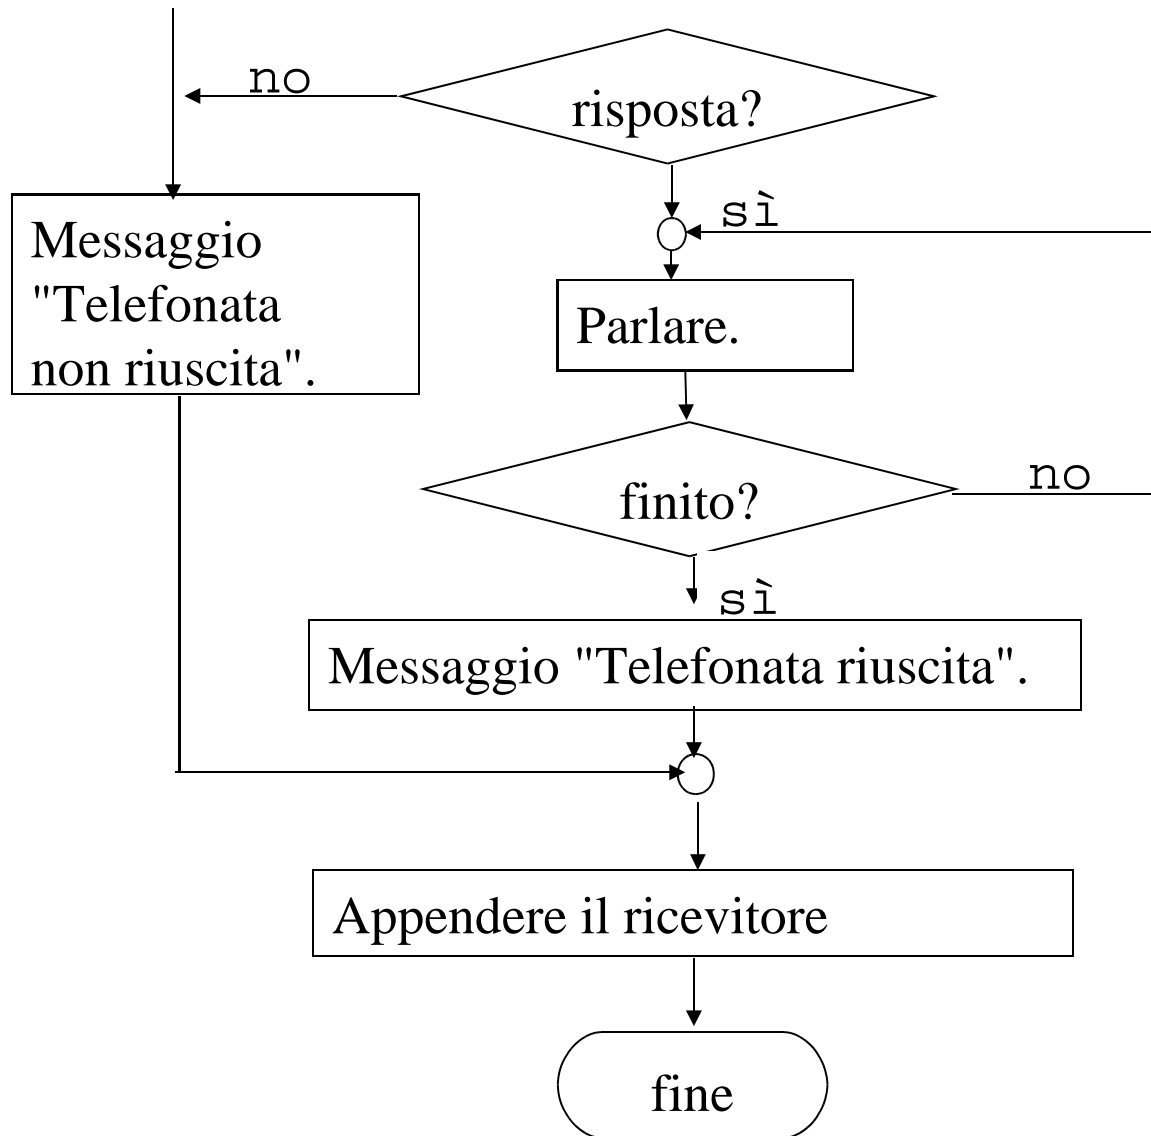 no
risposta?
sì
Messaggio
"Telefonata
non riuscita".
Parlare.
finito?
no
sì
Messaggio "Telefonata riuscita".
Appendere il ricevitore
fine